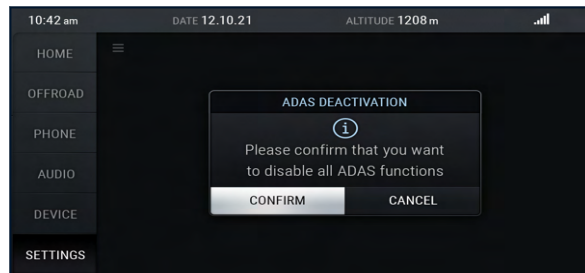 10:42 am DATE 12.10.21 ALTITUDE 1208 m
HOME
OFFROAD
PHONE
AUDIO
DEVICE
SETTINGS
ADAS DEACTIVATION
Please confirm that you want
to disable all ADAS functions
CONFIRM CANCEL